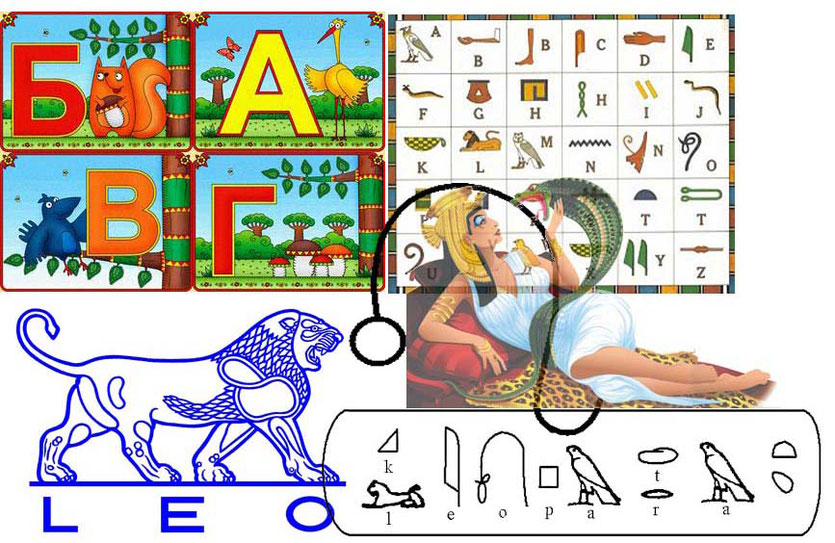 Б А
В Г
A B B C D E
F G H H I J
K L M N N O
T T
U Y Z
LEO
k t
l e o p a r a